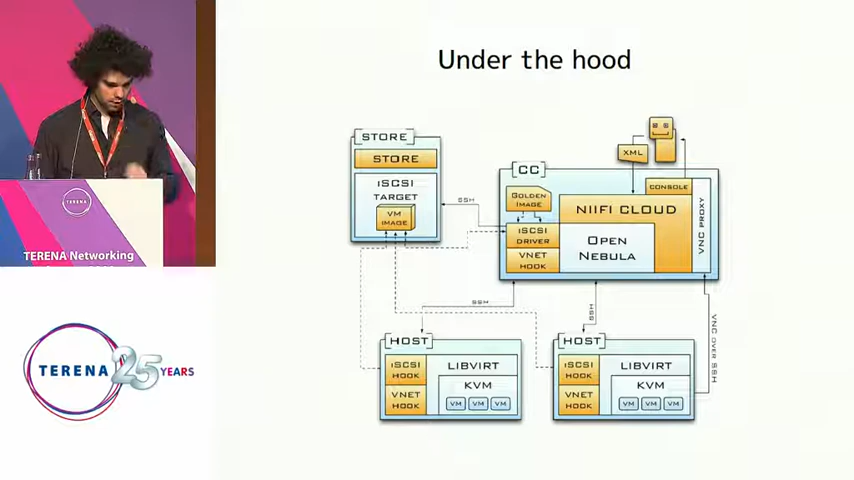 Under the hood
STORE
STORE
iSCSI
TARGET
VM
IMAGE
SSH
CC
GOLDEN
IMAGE
iSCSI
DRIVER
VNET
HOOK
NIIFI CLOUD
OPEN
NEBULA
CONSOLE
VNC PROXY
XML
SSH
SSH
VNC OVER SSH
HOST
iSCSI
HOOK
VNET
HOOK
LIBVIRT
KVM
VM VM VM
HOST
iSCSI
HOOK
VNET
HOOK
LIBVIRT
KVM
VM VM VM
TERENA
TERENA Networking
TERENA 25 YEARS